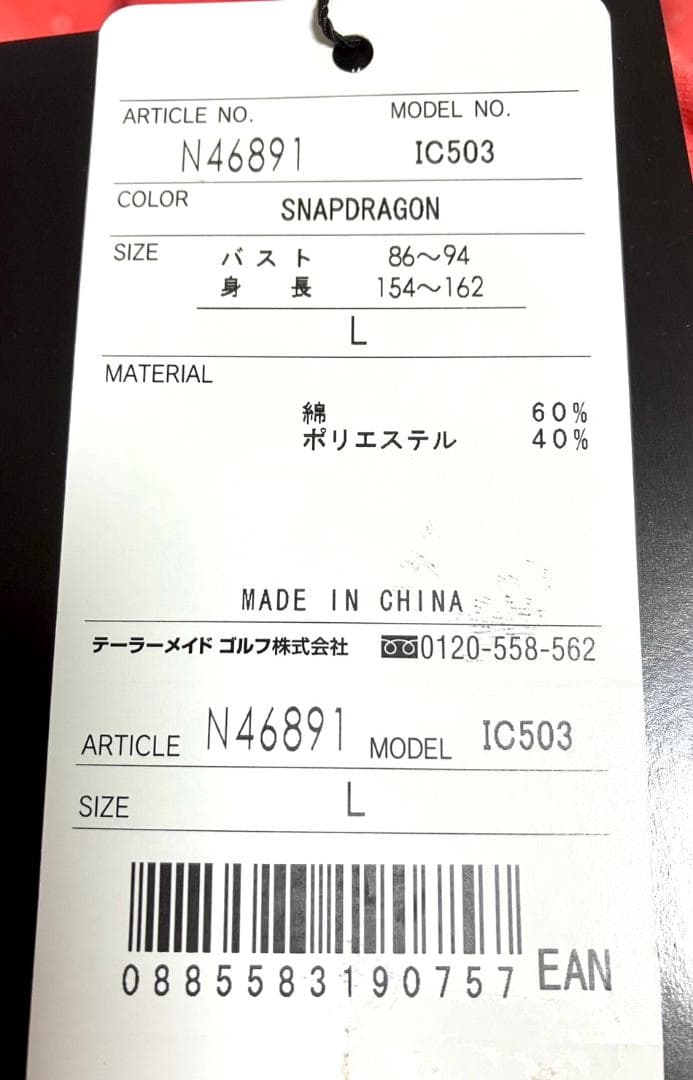 ARTICLE NO. MODEL NO.
N46891 IC503
COLOR SNAPDRAGON
SIZE バスト 86～94
身長 154～162
L
MATERIAL
綿 60%
ポリエステル 40%
MADE IN CHINA
テーラーメイド ゴルフ株式会社 0120-558-562
ARTICLE N46891 MODEL IC503
SIZE L
0885583190757 EAN